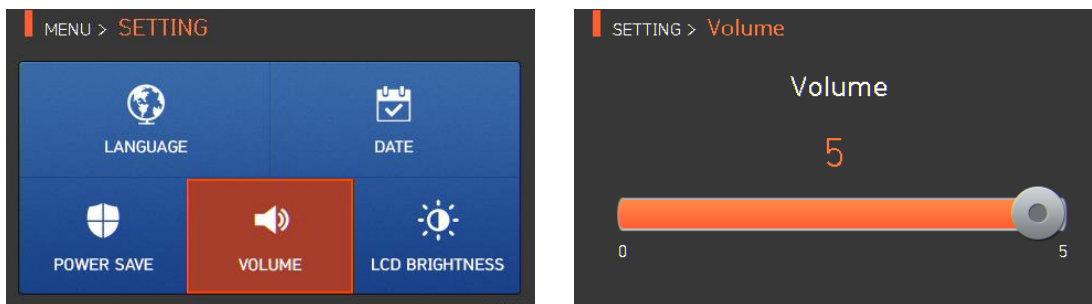 MENU > SETTING
LANGUAGE
DATE
POWER SAVE
VOLUME
LCD BRIGHTNESS
SETTING > Volume
Volume
5
0
5